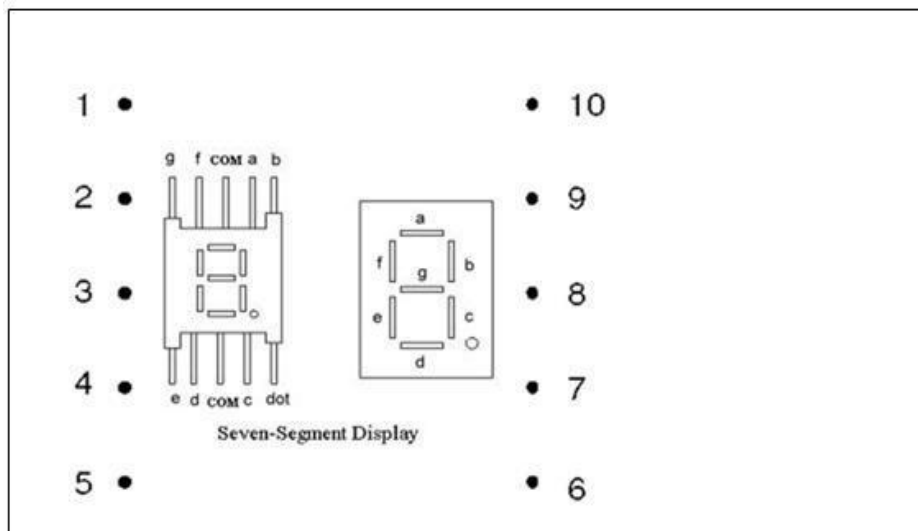 1 10
g f COM a b
2 9
a
f b
g
3 8
e c
d
4 7
e d COM c dot
Seven-Segment Display
5 6